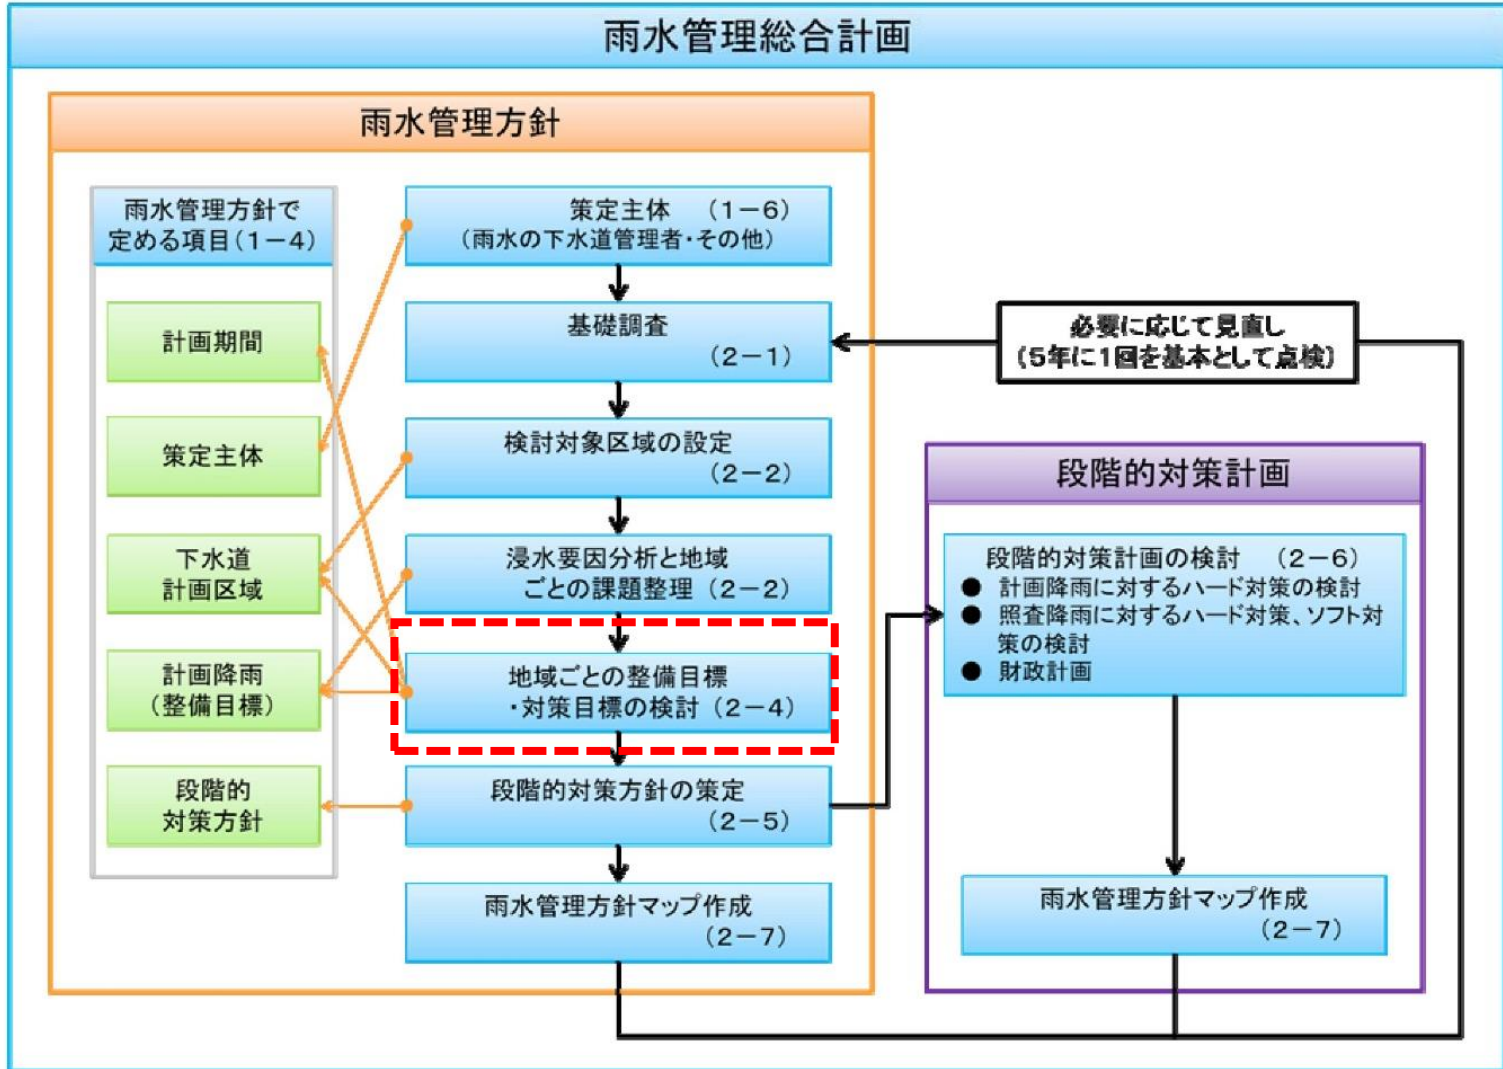 雨水管理総合計画
雨水管理方針
雨水管理方針で
定める項目(1－4)
計画期間
策定主体
下水道
計画区域
計画降雨
(整備目標)
段階的
対策方針
策定主体 (1－6)
(雨水の下水道管理者・その他)
基礎調査
(2－1)
検討対象区域の設定
(2－2)
浸水要因分析と地域
ごとの課題整理 (2－2)
地域ごとの整備目標
・対策目標の検討 (2－4)
段階的対策方針の策定
(2－5)
雨水管理方針マップ作成
(2－7)
必要に応じて見直し
(5年に1回を基本として点検)
段階的対策計画
段階的対策計画の検討 (2－6)
● 計画降雨に対するハード対策の検討
● 照査降雨に対するハード対策、ソフト対
策の検討
● 財政計画
雨水管理方針マップ作成
(2－7)